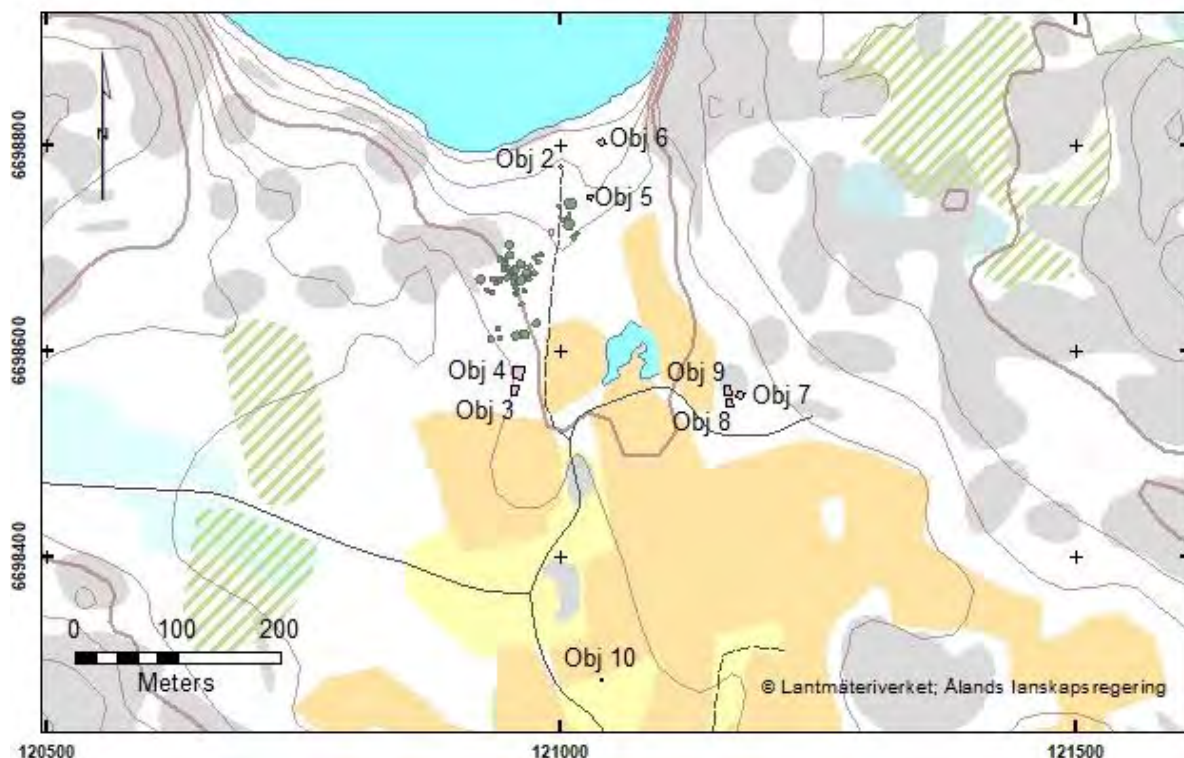 6698800
6698600
6698400
Obj 6
Obj 2
Obj 5
Obj 4
Obj 3
Obj 9
Obj 7
Obj 8
Obj 10
0 100 200
Meters
© Lantmäteriverket; Ålands lanskapsregering
120500 121000 121500